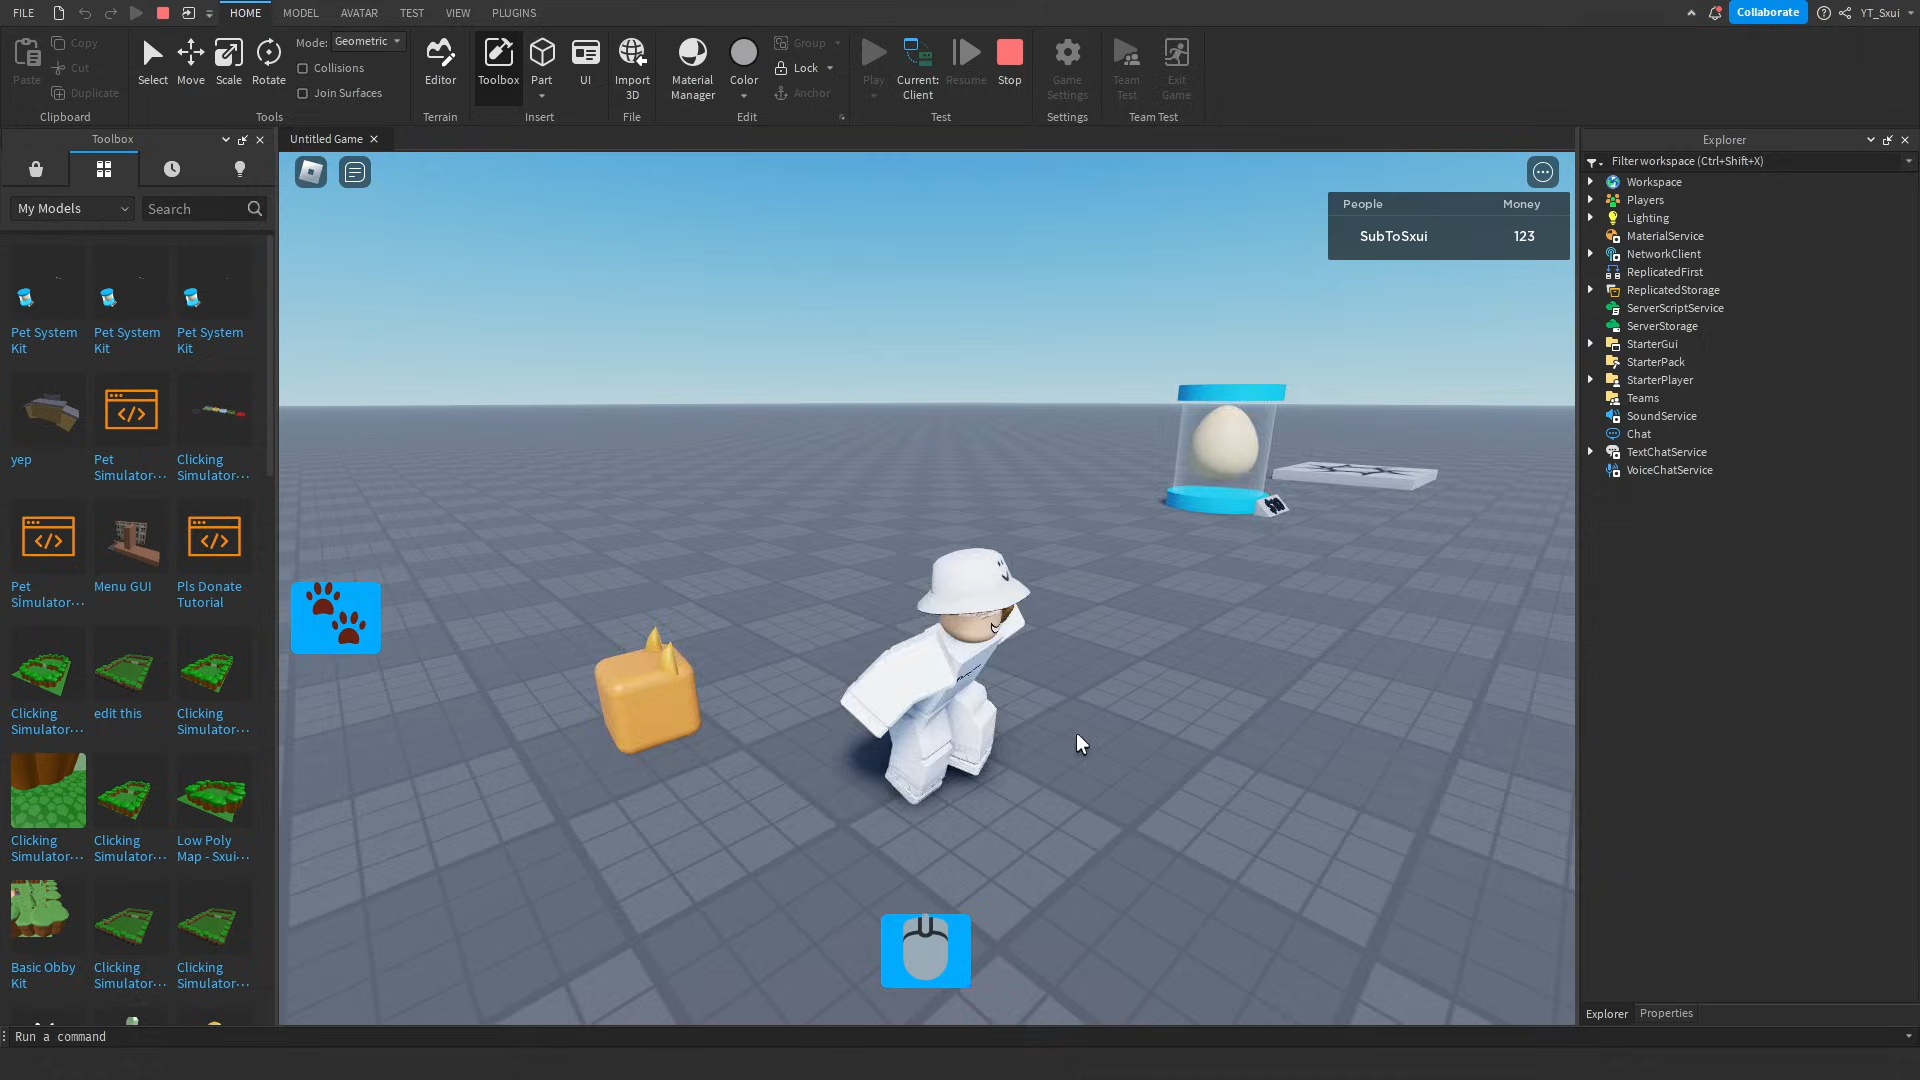 FILE HOME MODEL AVATAR TEST VIEW PLUGINS Collaborate YT_Sxui
Paste Copy Cut Duplicate
Clipboard
Select Move Scale Rotate
Mode: Geometric
Collisions
Join Surfaces
Tools
Editor
Terrain
Toolbox Part UI
Insert
Import
3D
File
Material
Manager
Color
Group
Lock
Anchor
Edit
Play
Current:
Client
Resume Stop
Test
Game
Settings
Settings
Team
Test
Exit
Game
Team Test
Toolbox
My Models Search
Pet System
Kit
Pet System
Kit
Pet System
Kit
yep
Pet
Simulator...
Clicking
Simulator...
Pet
Simulator...
Menu GUI
Pls Donate
Tutorial
Clicking
Simulator...
edit this
Clicking
Simulator...
Clicking
Simulator...
Clicking
Simulator...
Low Poly
Map - Sxui...
Basic Obby
Kit
Clicking
Simulator...
Clicking
Simulator...
Untitled Game
People Money
SubToSxui 123
Explorer
Filter workspace (Ctrl+Shift+X)
Workspace
Players
Lighting
MaterialService
NetworkClient
ReplicatedFirst
ReplicatedStorage
ServerScriptService
ServerStorage
StarterGui
StarterPack
StarterPlayer
Teams
SoundService
Chat
TextChatService
VoiceChatService
Explorer Properties
Run a command